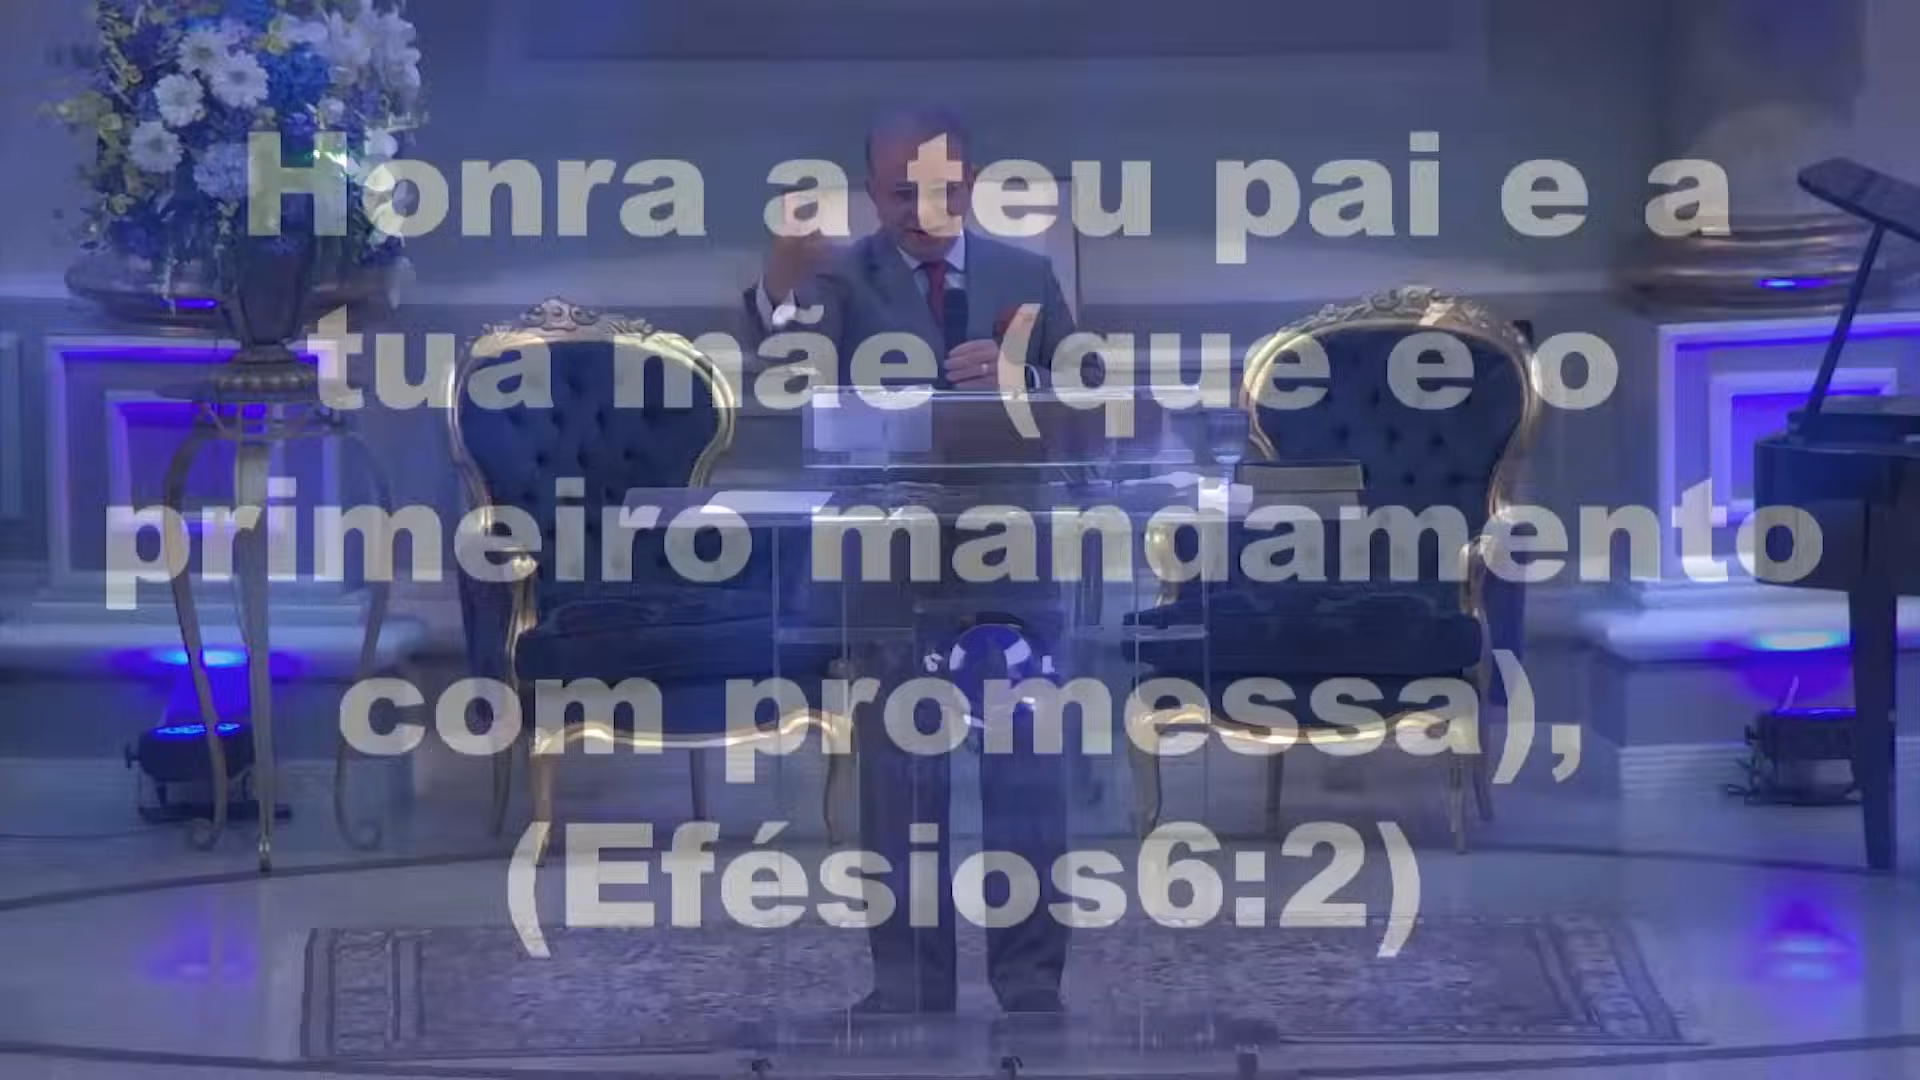 Honra a teu pai e a
tua mãe (que é o
primeiro mandamento
com promessa),
(Efésios6:2)